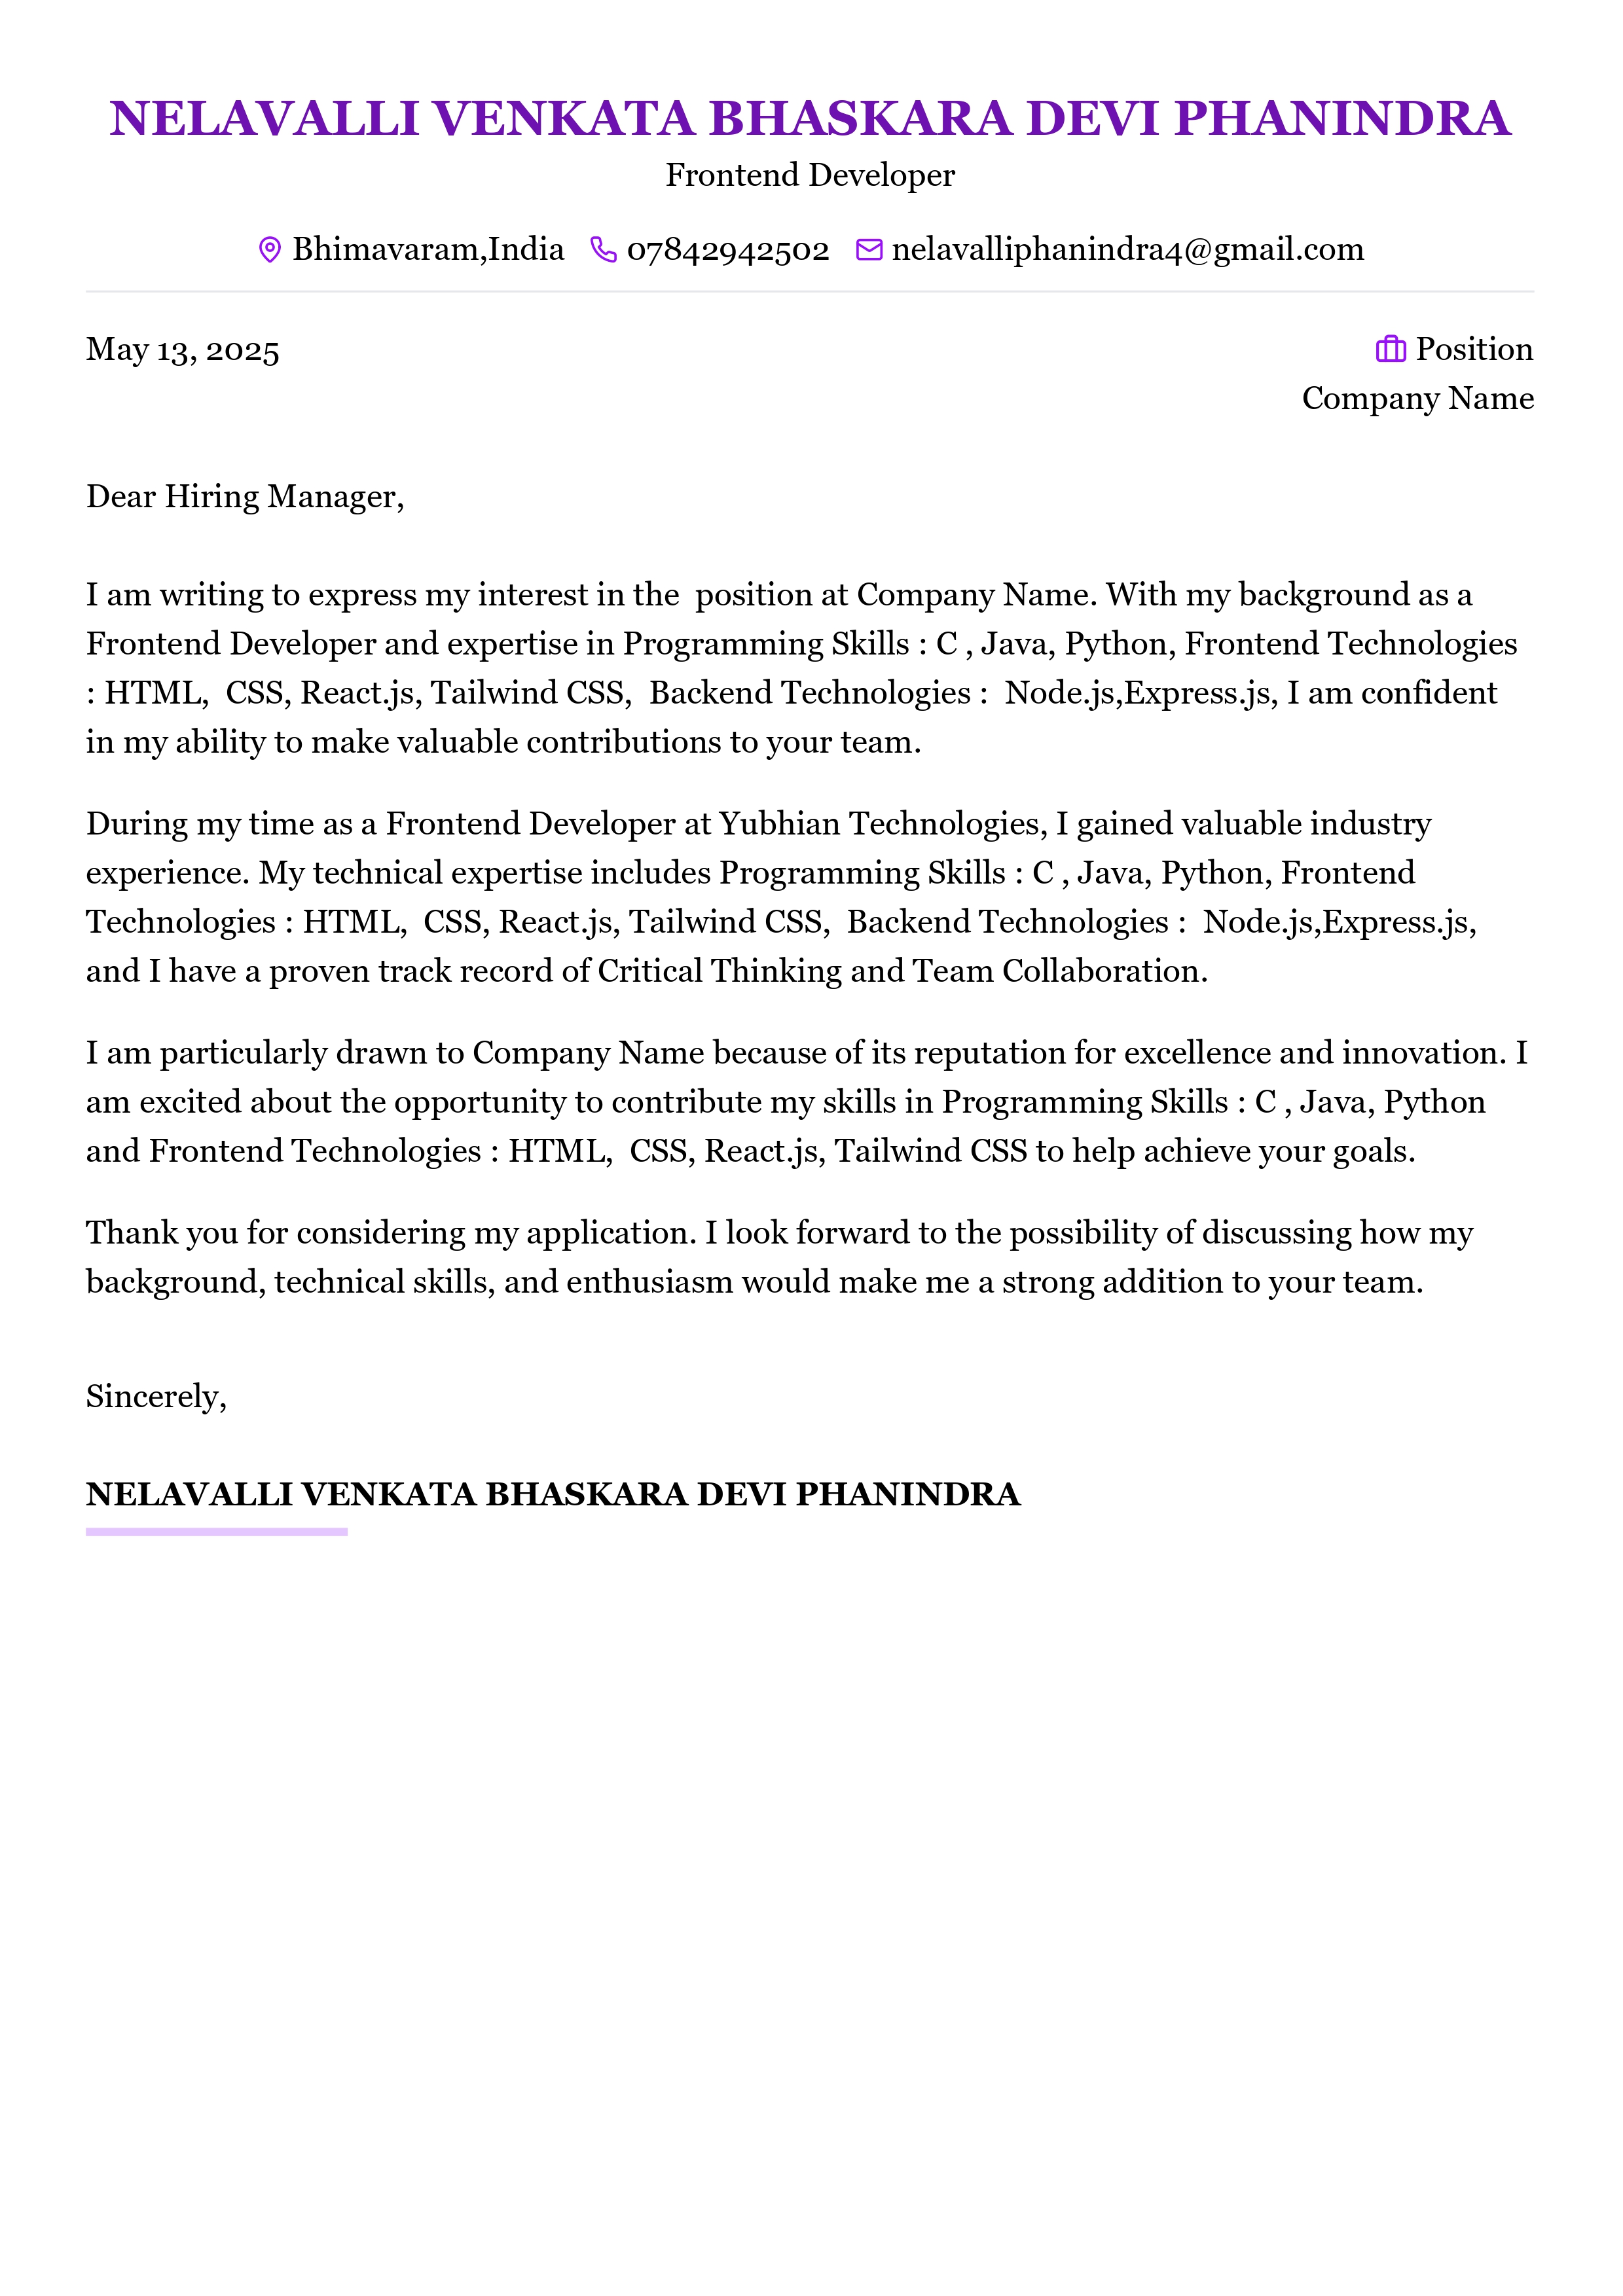 NELAVALLI VENKATA BHASKARA DEVI PHANINDRA
Frontend Developer
Bhimavaram,India 07842942502 nelavalliphanindra4@gmail.com
May 13, 2025
Position
Company Name
Dear Hiring Manager,
I am writing to express my interest in the  position at Company Name. With my background as a
Frontend Developer and expertise in Programming Skills : C , Java, Python, Frontend Technologies
: HTML,  CSS, React.js, Tailwind CSS,  Backend Technologies :  Node.js,Express.js, I am confident
in my ability to make valuable contributions to your team.
During my time as a Frontend Developer at Yubhian Technologies, I gained valuable industry
experience. My technical expertise includes Programming Skills : C , Java, Python, Frontend
Technologies : HTML,  CSS, React.js, Tailwind CSS,  Backend Technologies :  Node.js,Express.js,
and I have a proven track record of Critical Thinking and Team Collaboration.
I am particularly drawn to Company Name because of its reputation for excellence and innovation. I
am excited about the opportunity to contribute my skills in Programming Skills : C , Java, Python
and Frontend Technologies : HTML,  CSS, React.js, Tailwind CSS to help achieve your goals.
Thank you for considering my application. I look forward to the possibility of discussing how my
background, technical skills, and enthusiasm would make me a strong addition to your team.
Sincerely,
NELAVALLI VENKATA BHASKARA DEVI PHANINDRA